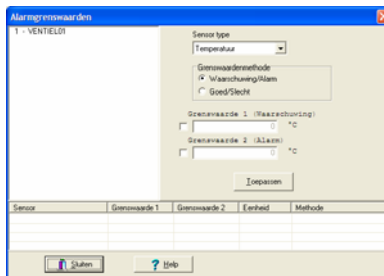 Alarmgrenswaarden
1 - VENTIEL01
Sensor type
Temperatuur
Grenswaardenmethode
Waarschuwing/Alarm
Goed/Slecht
Grenswaarde 1 (Waarschuwing)
0 °C
Grenswaarde 2 (Alarm)
0 °C
Toepassen
Sensor Grenswaarde 1 Grenswaarde 2 Eenheid Methode
Sluiten ? Help